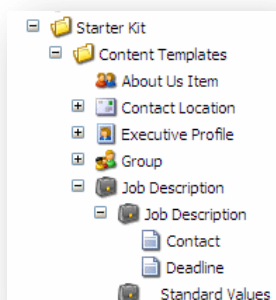 Starter Kit
Content Templates
About Us Item
Contact Location
Executive Profile
Group
Job Description
Job Description
Contact
Deadline
Standard Values